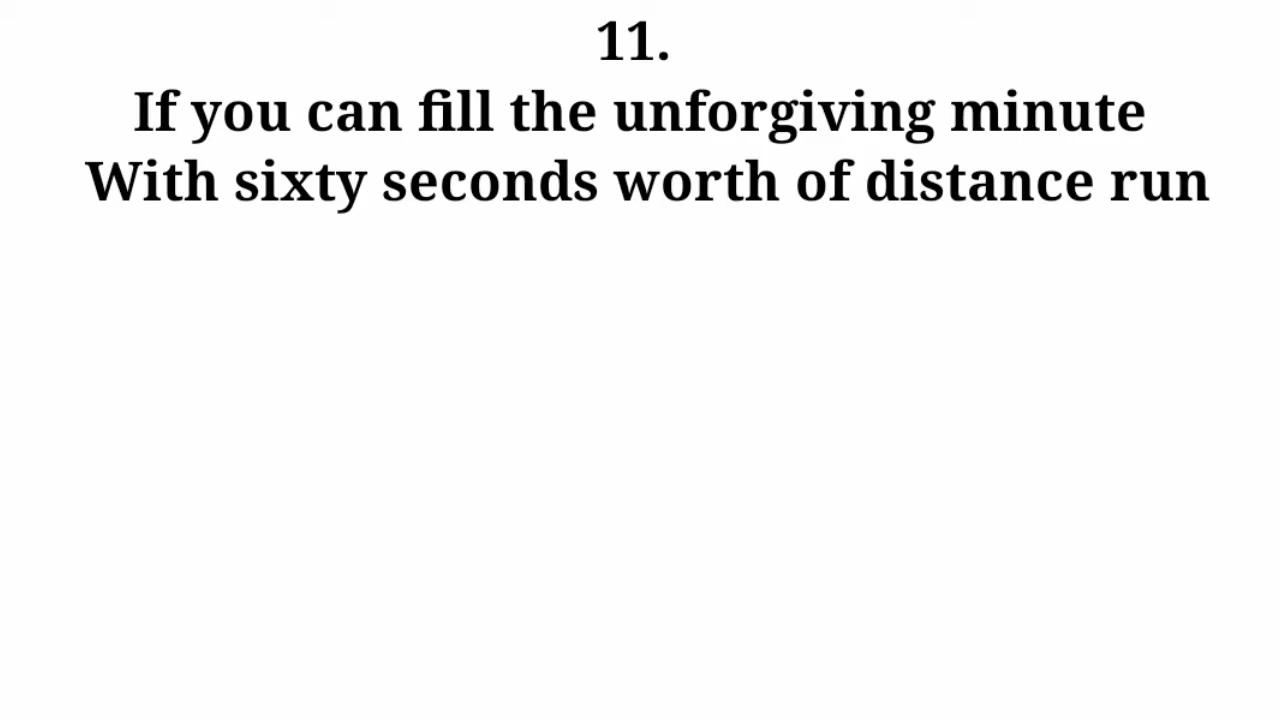 11.
If you can fill the unforgiving minute
With sixty seconds worth of distance run